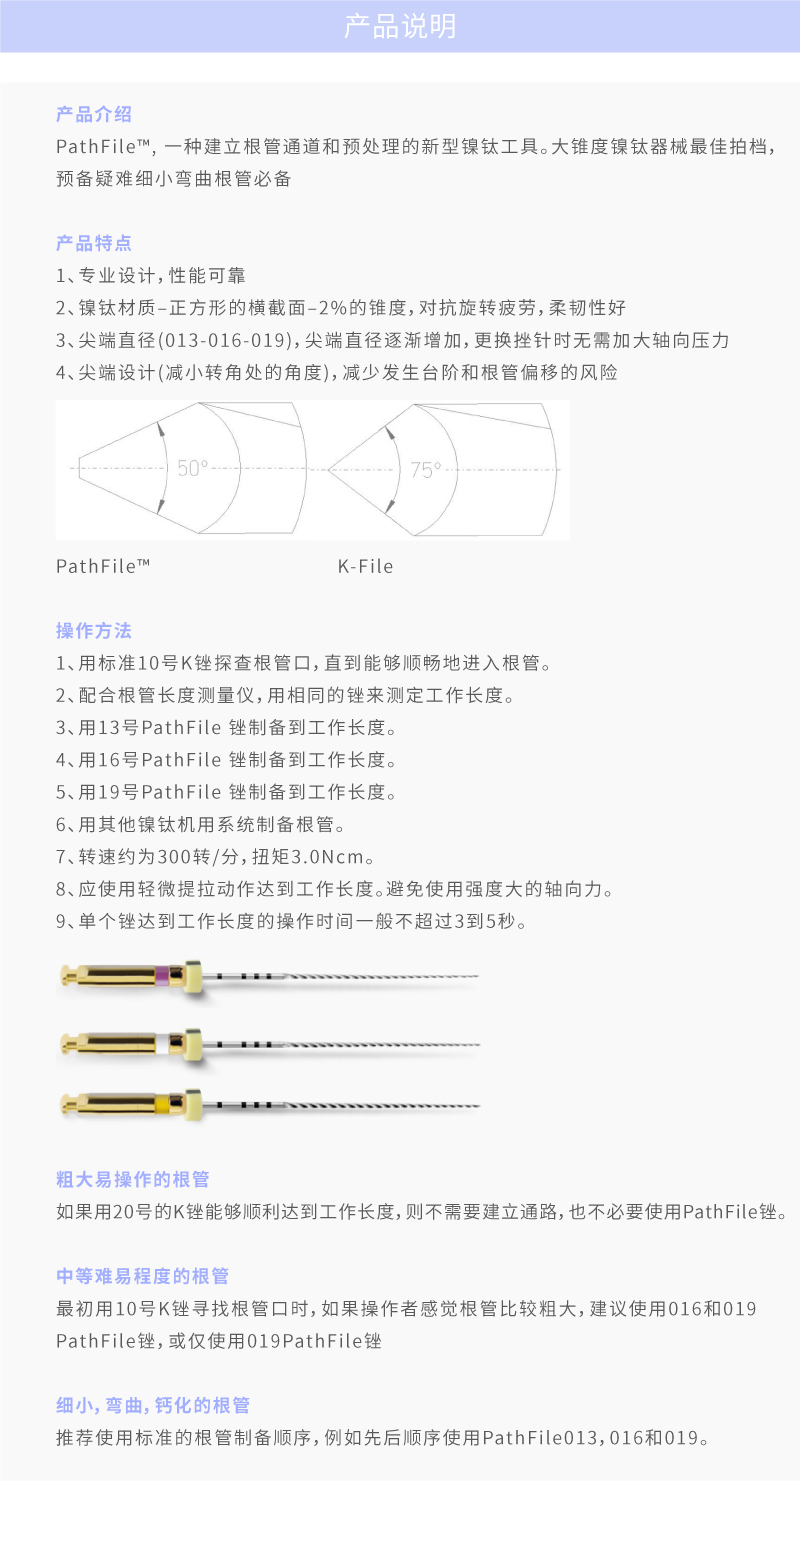 产品说明
产品介绍
PathFile™, 一种建立根管通道和预处理的新型镍钛工具。大锥度镍钛器械最佳拍档，
预备疑难细小弯曲根管必备
产品特点
1、专业设计，性能可靠
2、镍钛材质–正方形的横截面–2%的锥度，对抗旋转疲劳，柔韧性好
3、尖端直径(013-016-019)，尖端直径逐渐增加，更换挫针时无需加大轴向压力
4、尖端设计(减小转角处的角度)，减少发生台阶和根管偏移的风险
50° 75°
PathFile™ K-File
操作方法
1、用标准10号K锉探查根管口，直到能够顺畅地进入根管。
2、配合根管长度测量仪，用相同的锉来测定工作长度。
3、用13号PathFile 锉制备到工作长度。
4、用16号PathFile 锉制备到工作长度。
5、用19号PathFile 锉制备到工作长度。
6、用其他镍钛机用系统制备根管。
7、转速约为300转/分，扭矩3.0Ncm。
8、应使用轻微提拉动作达到工作长度。避免使用强度大的轴向力。
9、单个锉达到工作长度的操作时间一般不超过3到5秒。
粗大易操作的根管
如果用20号的K锉能够顺利达到工作长度，则不需要建立通路，也不必要使用PathFile锉。
中等难易程度的根管
最初用10号K锉寻找根管口时，如果操作者感觉根管比较粗大，建议使用016和019
PathFile锉，或仅使用019PathFile锉
细小，弯曲，钙化的根管
推荐使用标准的根管制备顺序，例如先后顺序使用PathFile013，016和019。